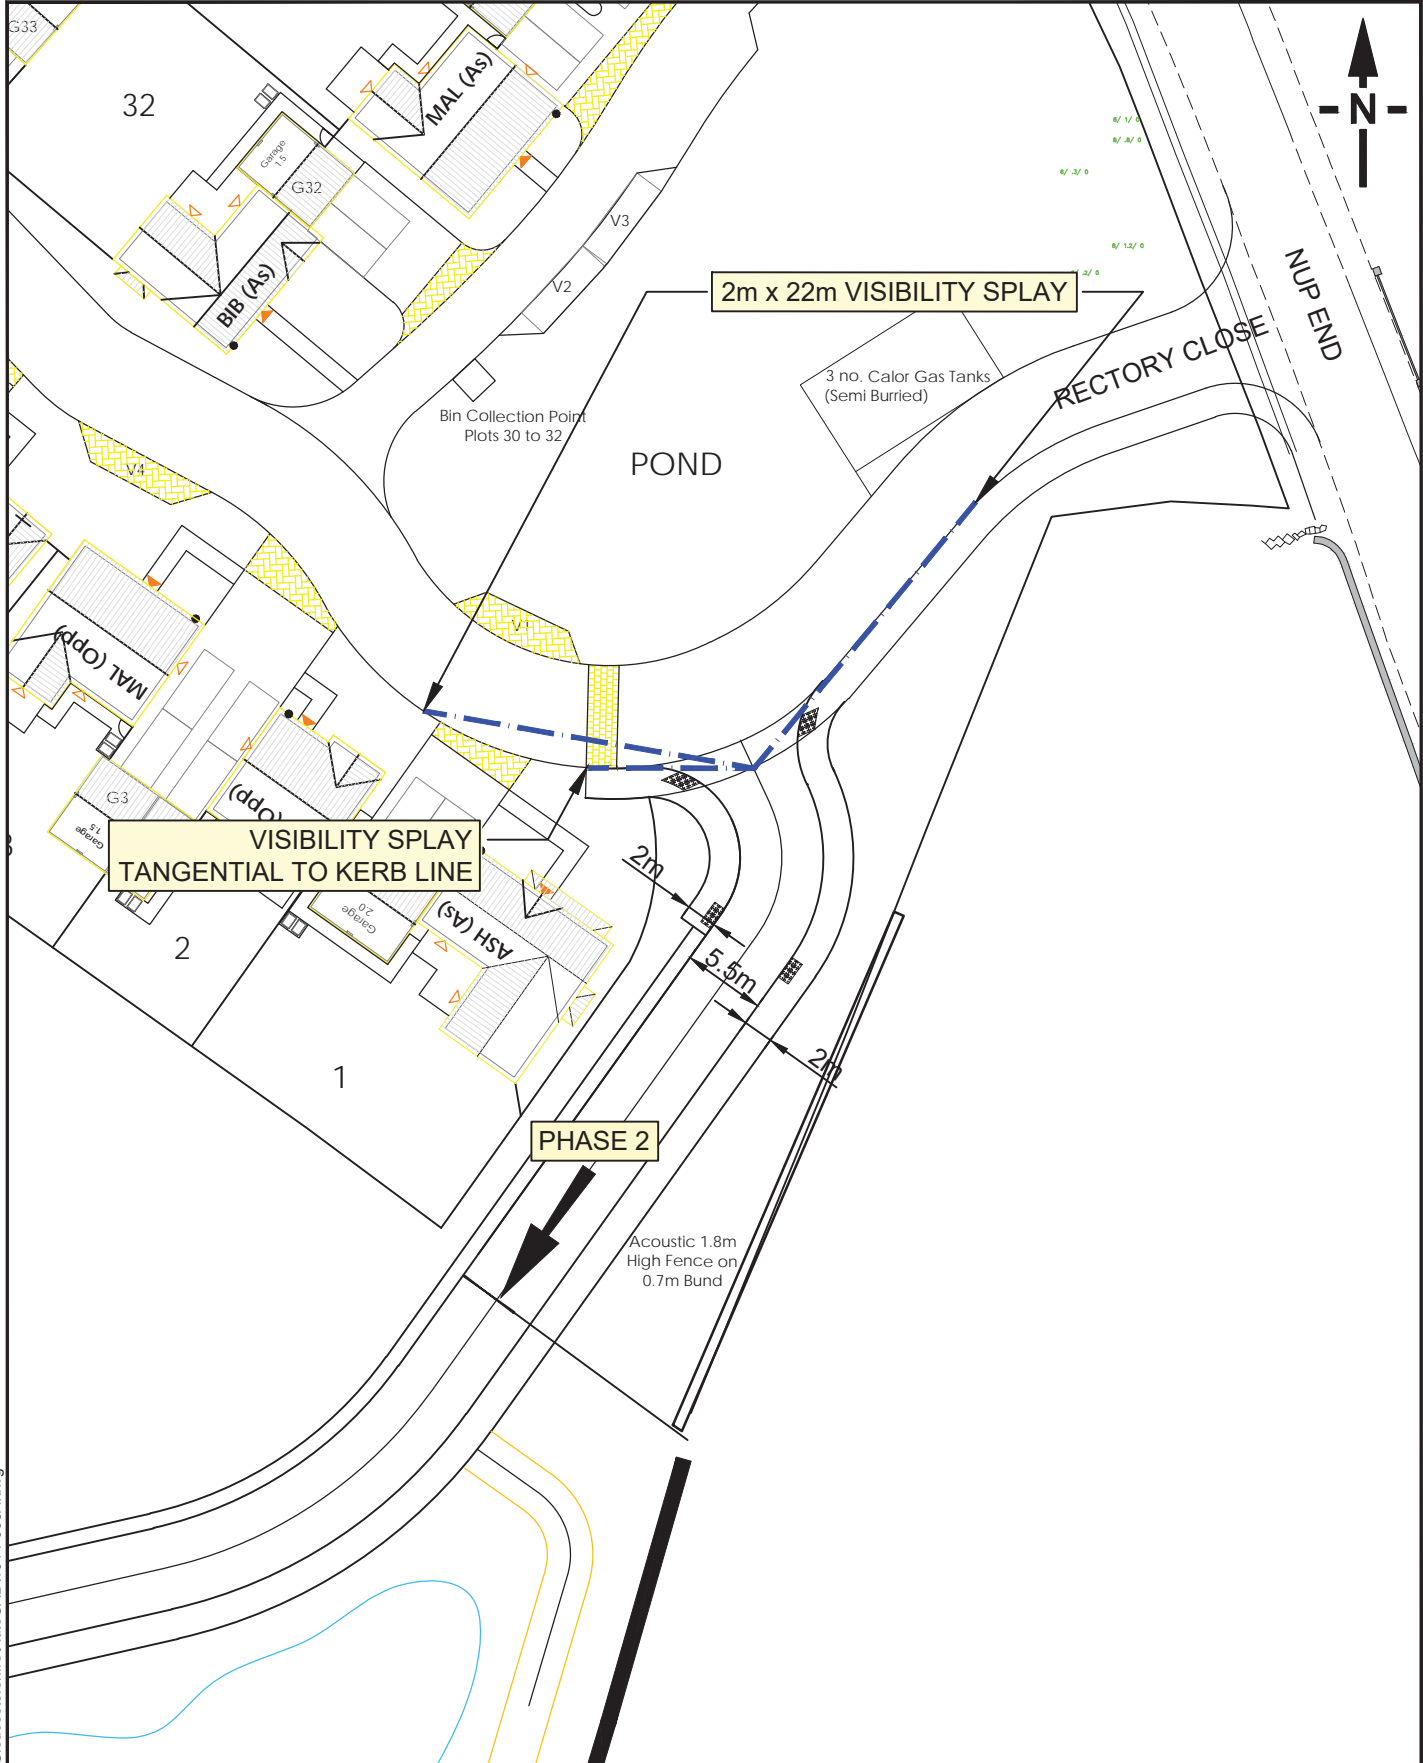 G33
32
MAL (As)
Garage
1.5
G32
BIB (As)
V3
V2
N
2m x 22m VISIBILITY SPLAY
NUP END
RECTORY CLOSE
3 no. Calor Gas Tanks
(Semi Burried)
Bin Collection Point
Plots 30 to 32
POND
V4
V1
MAL (Opp)
G3
Garage
1.5
(Opp)
VISIBILITY SPLAY
TANGENTIAL TO KERB LINE
Garage
2.0
ASH (As)
2
1
2m
5.5m
2m
PHASE 2
Acoustic 1.8m
High Fence on
0.7m Bund